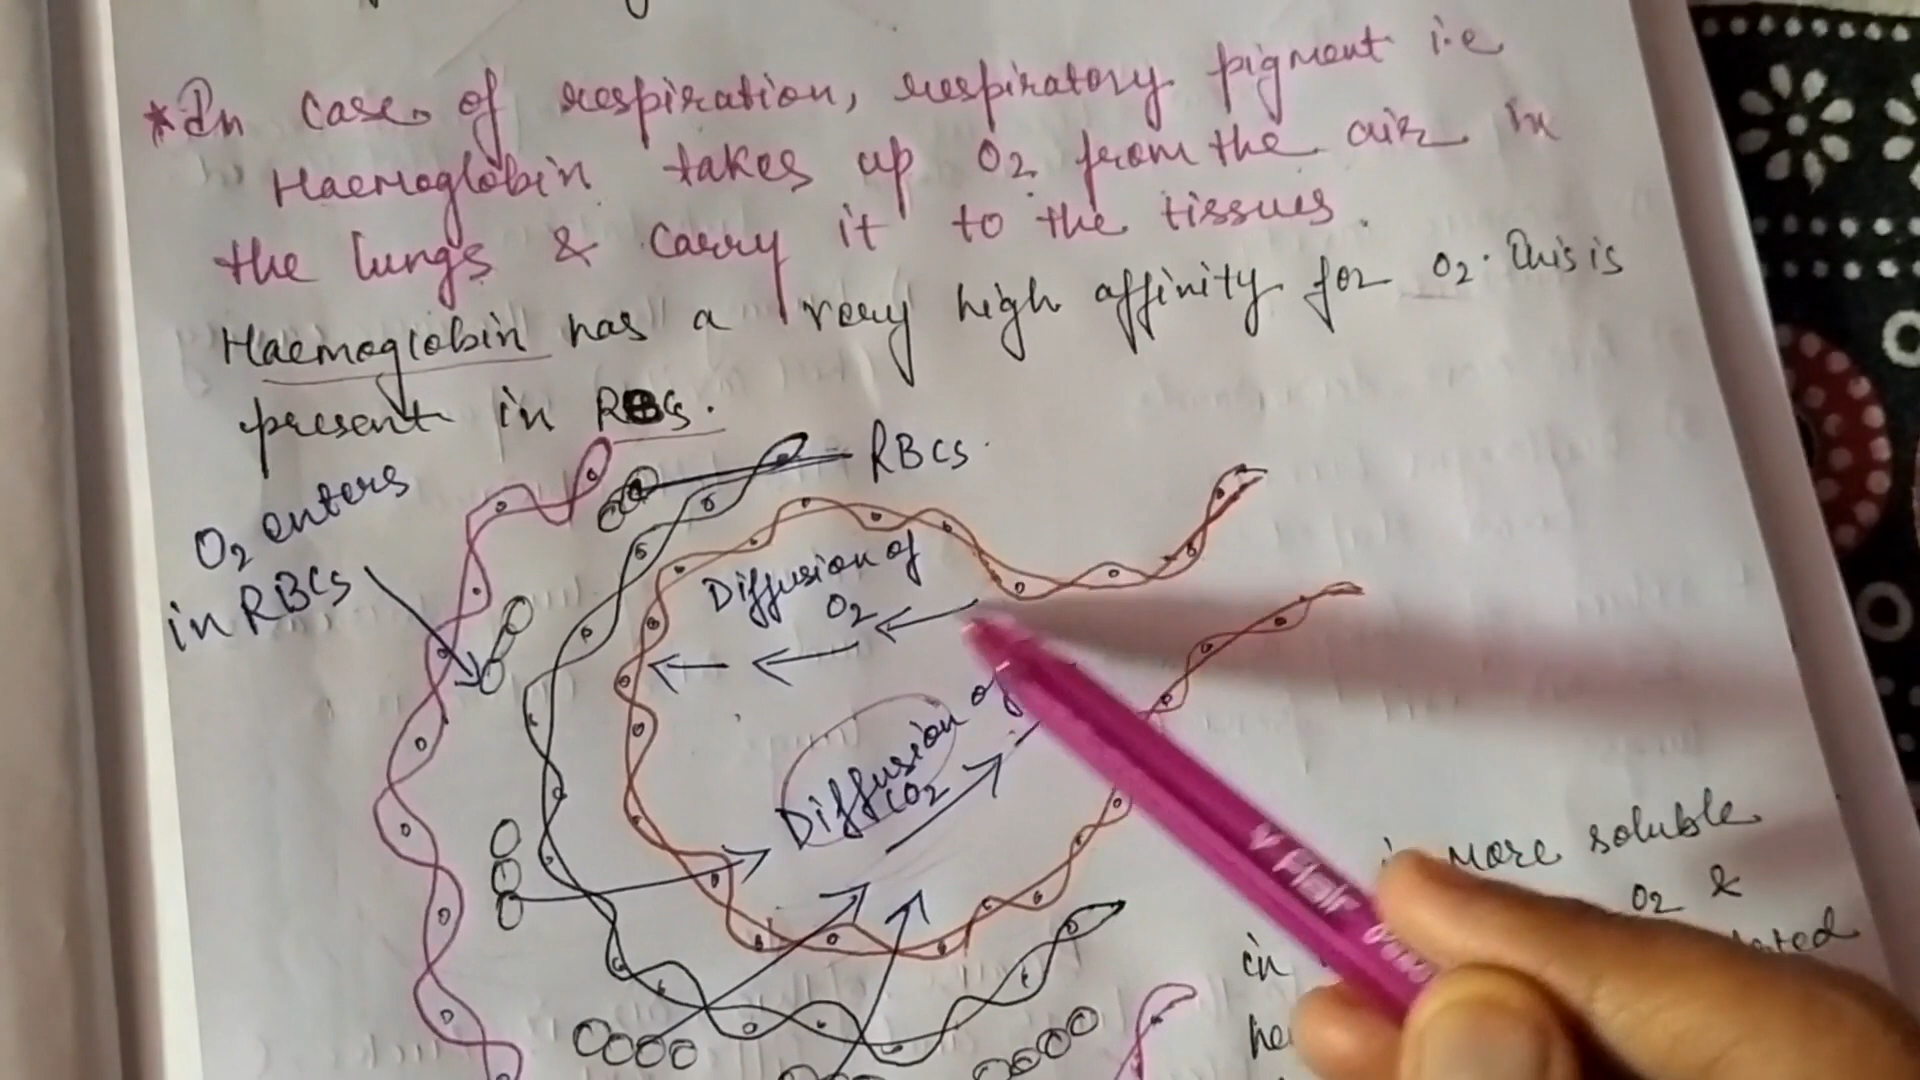 *In case of respiration, respiratory pigment i.e
Haemoglobin takes up O2 from the air in
the lungs & carry it to the tissues.
Haemoglobin has a very high affinity for O2. This is
present in RBCs.
RBCs.
O2 enters
in RBCs
Diffusion of
O2
Diffusion of
CO2
more soluble
O2 &
in
Flair